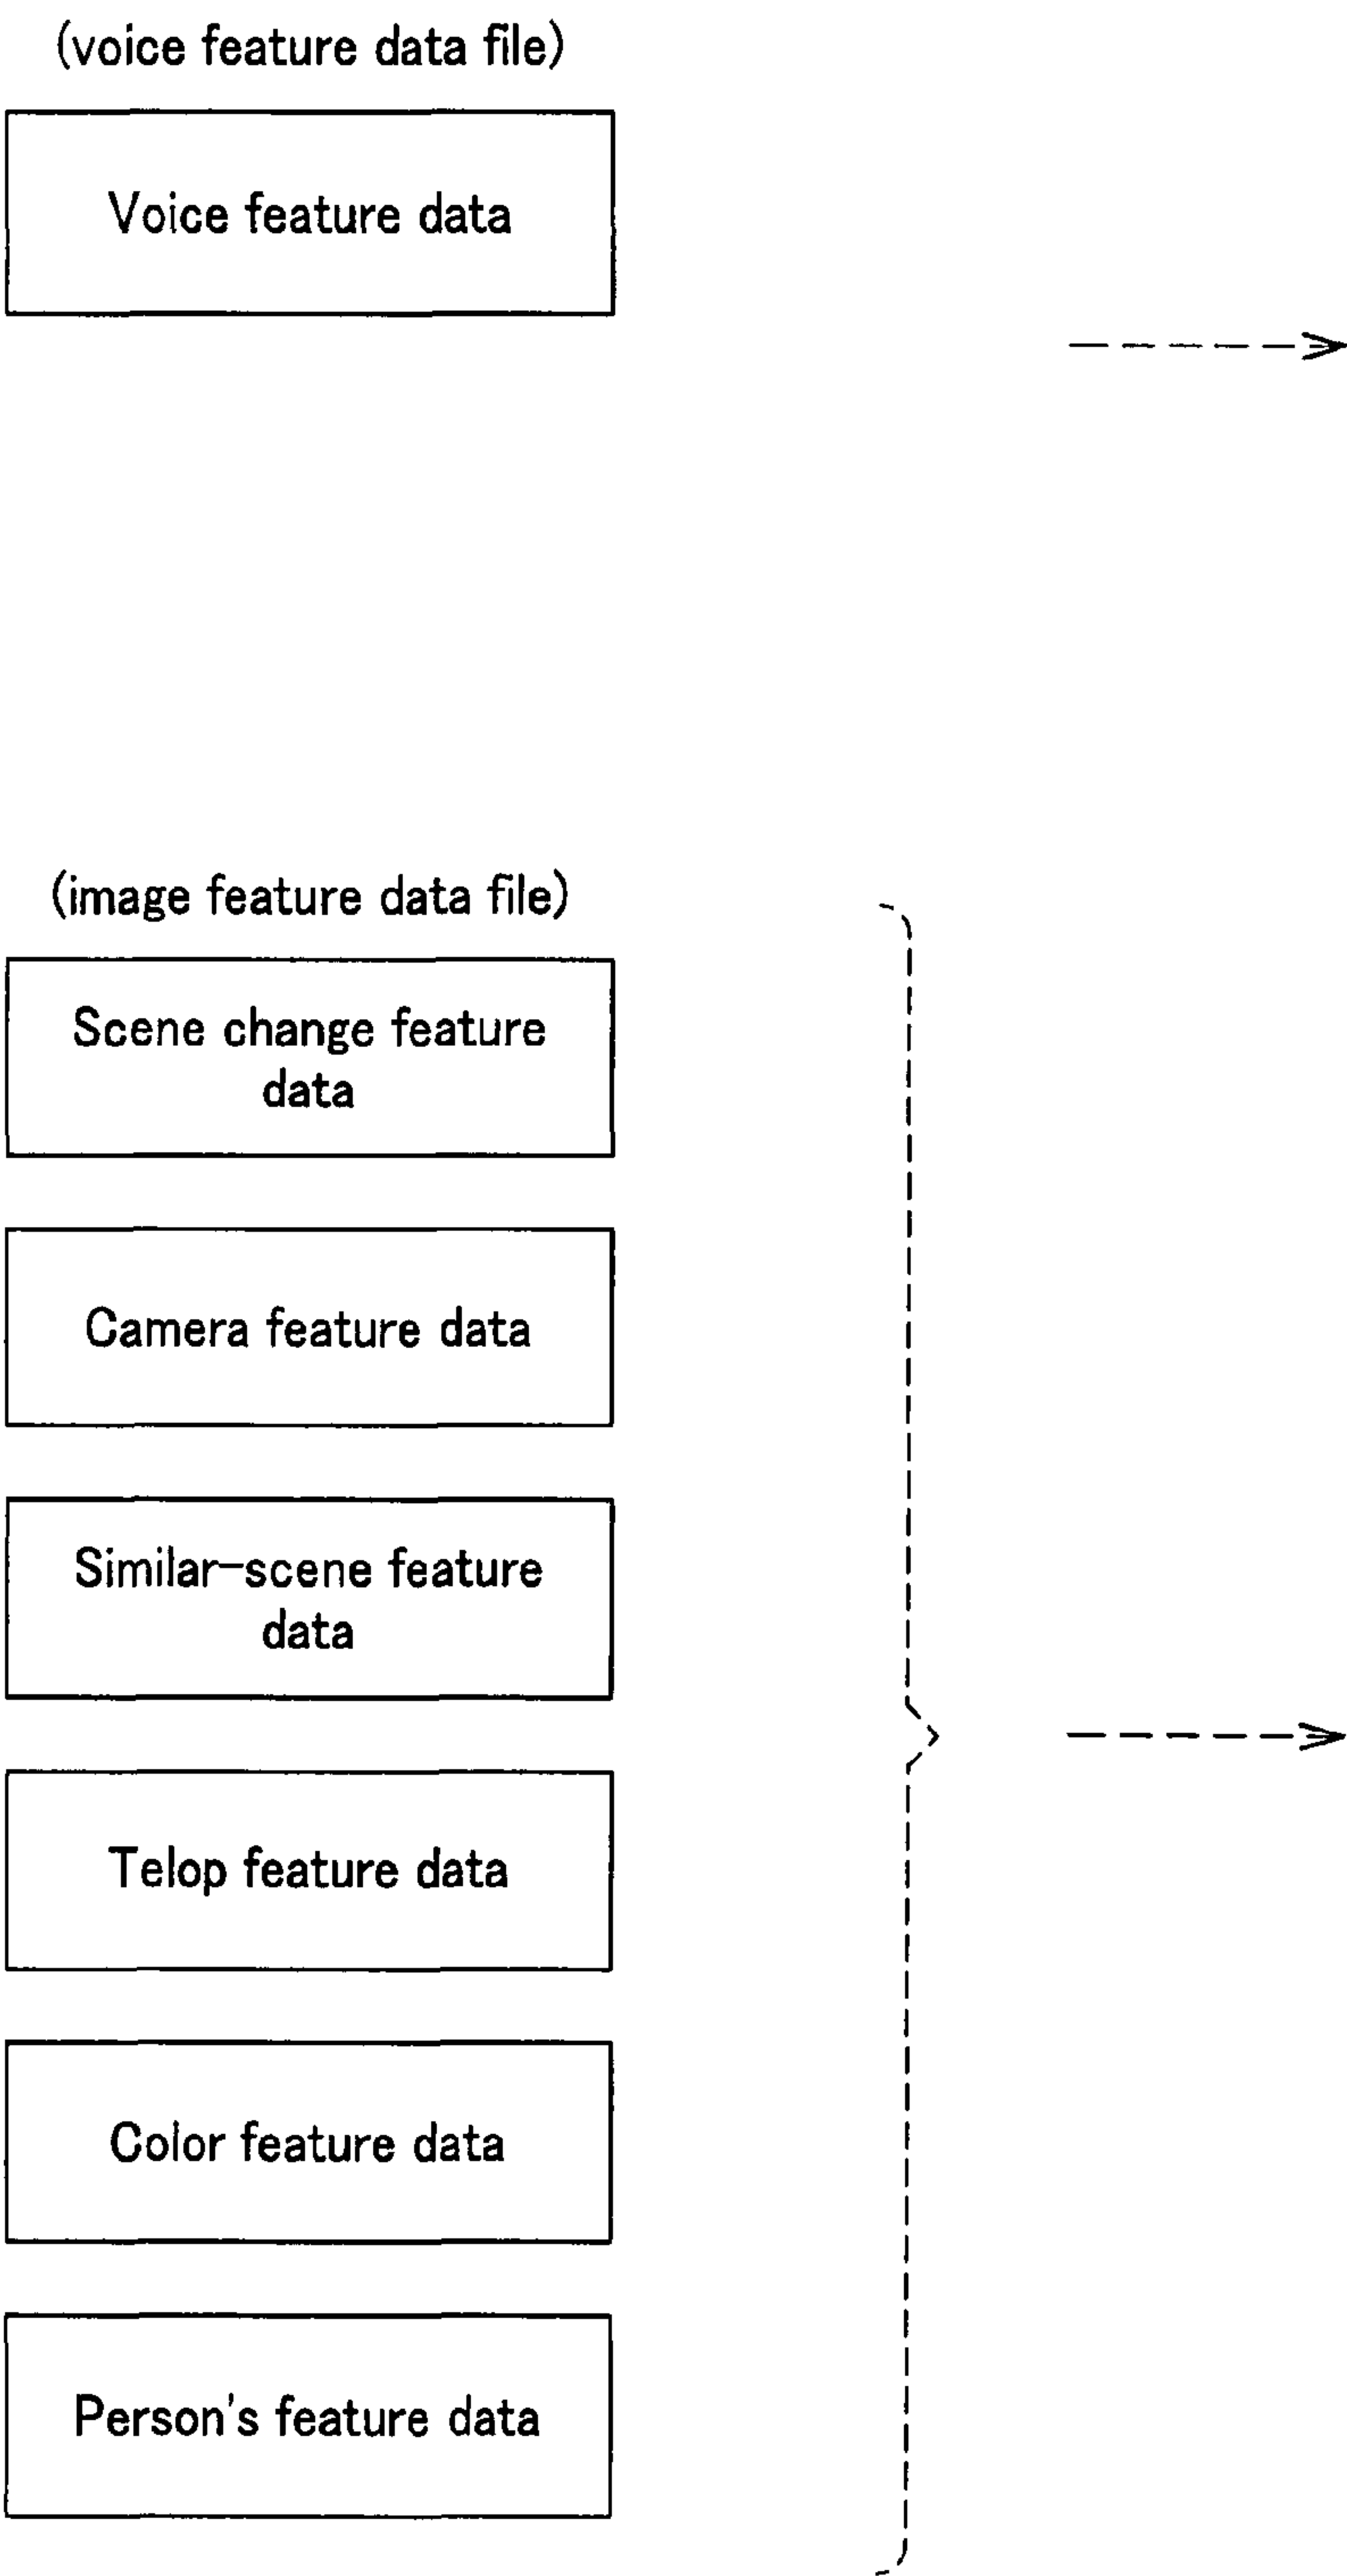 (voice feature data file)
Voice feature data
(image feature data file)
Scene change feature
data
Camera feature data
Similar-scene feature
data
Telop feature data
Color feature data
Person's feature data